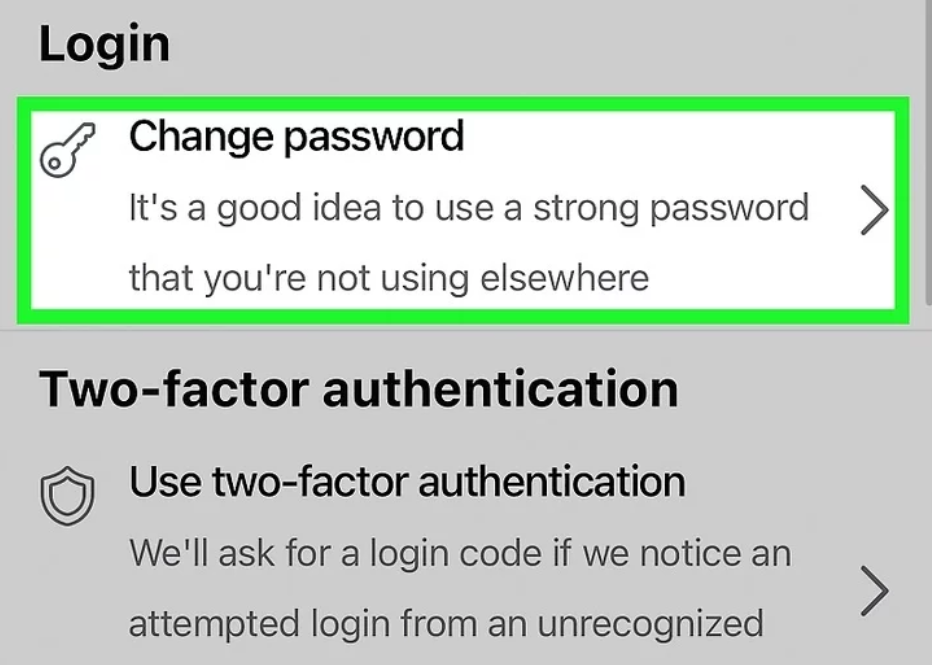 Login
Change password
It's a good idea to use a strong password
that you're not using elsewhere
Two-factor authentication
Use two-factor authentication
We'll ask for a login code if we notice an
attempted login from an unrecognized